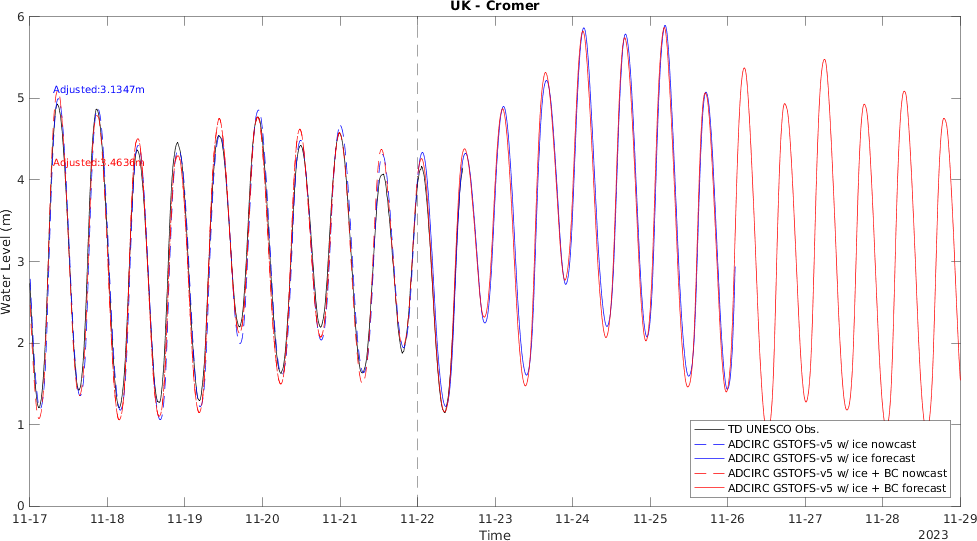 UK - Cromer
6
5
4
3
2
1
0
Water Level (m)
Adjusted:3.1347m
Adjusted:3.4636m
TD UNESCO Obs.
ADCIRC GSTOFS-v5 w/ ice nowcast
ADCIRC GSTOFS-v5 w/ ice forecast
ADCIRC GSTOFS-v5 w/ ice + BC nowcast
ADCIRC GSTOFS-v5 w/ ice + BC forecast
11-17 11-18 11-19 11-20 11-21 11-22 11-23 11-24 11-25 11-26 11-27 11-28 11-29
Time
2023